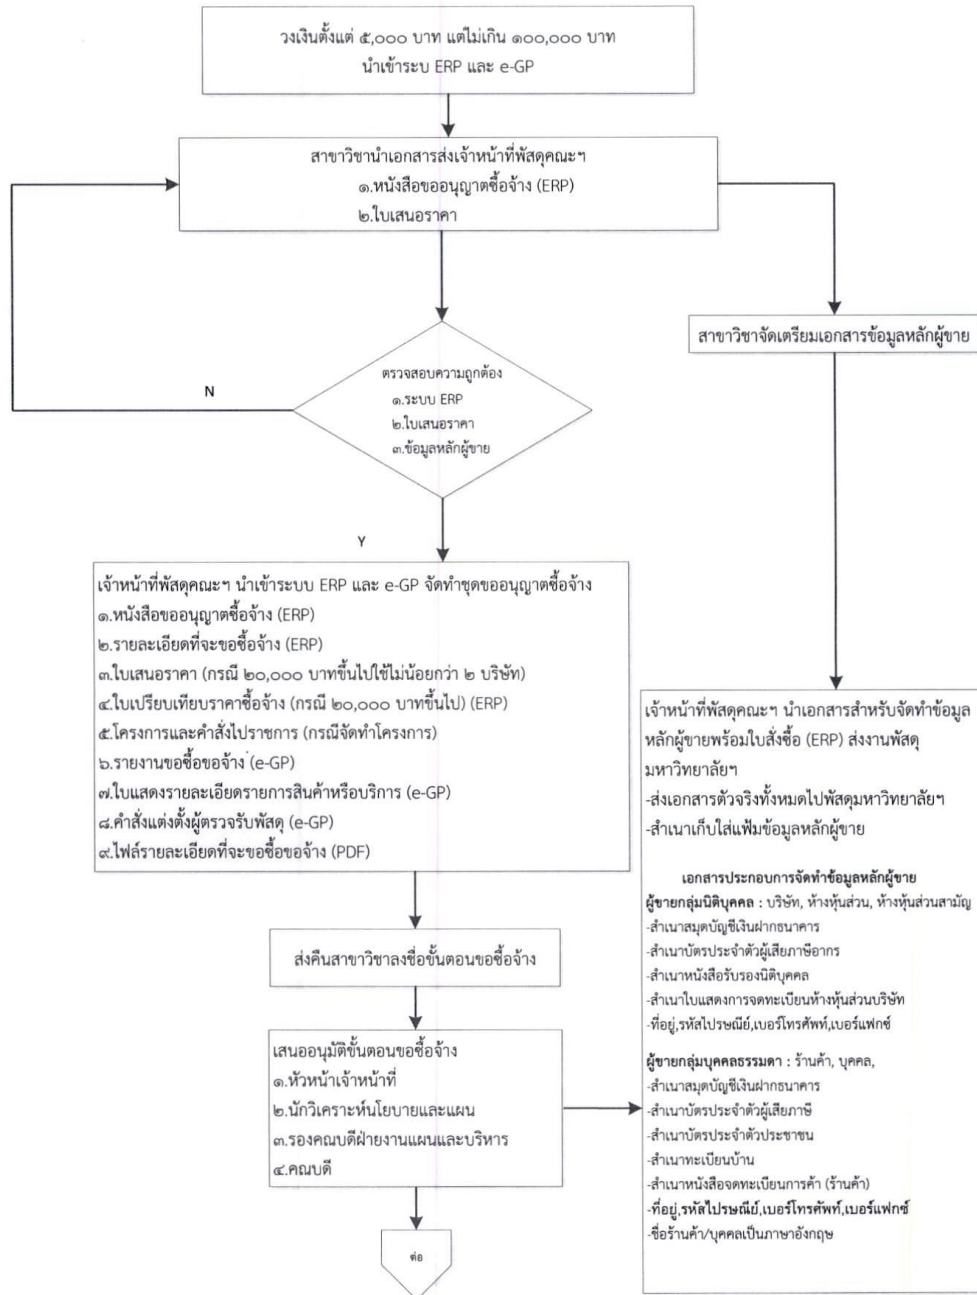 วงเงินตั้งแต่ ๕,๐๐๐ บาท แต่ไม่เกิน ๑๐๐,๐๐๐ บาท
นำเข้าระบ ERP และ e-GP
สาขาวิชานำเอกสารส่งเจ้าหน้าที่พัสดุคณะฯ
๑.หนังสือขออนุญาตซื้อจ้าง (ERP)
๒.ใบเสนอราคา
สาขาวิชาจัดเตรียมเอกสารข้อมูลหลักผู้ขาย
ตรวจสอบความถูกต้อง
๑.ระบบ ERP
๒.ใบเสนอราคา
๓.ข้อมูลหลักผู้ขาย
N
Y
เจ้าหน้าที่พัสดุคณะฯ นำเข้าระบบ ERP และ e-GP จัดทำชุดขออนุญาตซื้อจ้าง
๑.หนังสือขออนุญาตซื้อจ้าง (ERP)
๒.รายละเอียดที่จะขอซื้อจ้าง (ERP)
๓.ใบเสนอราคา (กรณี ๒๐,๐๐๐ บาทขึ้นไปใช้ไม่น้อยกว่า ๒ บริษัท)
๔.ใบเปรียบเทียบราคาซื้อจ้าง (กรณี ๒๐,๐๐๐ บาทขึ้นไป) (ERP)
๕.โครงการและคำสั่งไปราชการ (กรณีจัดทำโครงการ)
๖.รายงานขอซื้อขอจ้าง (e-GP)
๗.ใบแสดงรายละเอียดรายการสินค้าหรือบริการ (e-GP)
๘.คำสั่งแต่งตั้งผู้ตรวจรับพัสดุ (e-GP)
๙.ไฟล์รายละเอียดที่จะขอซื้อขอจ้าง (PDF)
ส่งคืนสาขาวิชาลงชื่อขั้นตอนขอซื้อจ้าง
เสนออนุมัติขั้นตอนขอซื้อจ้าง
๑.หัวหน้าเจ้าหน้าที่
๒.นักวิเคราะห์นโยบายและแผน
๓.รองคณบดีฝ่ายงานแผนและบริหาร
๔.คณบดี
ต่อ
เจ้าหน้าที่พัสดุคณะฯ นำเอกสารสำหรับจัดทำข้อมูล
หลักผู้ขายพร้อมใบสั่งซื้อ (ERP) ส่งงานพัสดุ
มหาวิทยาลัยฯ
-ส่งเอกสารตัวจริงทั้งหมดไปพัสดุมหาวิทยาลัยฯ
-สำเนาเก็บใส่แฟ้มข้อมูลหลักผู้ขาย
เอกสารประกอบการจัดทำข้อมูลหลักผู้ขาย
ผู้ขายกลุ่มนิติบุคคล : บริษัท, ห้างหุ้นส่วน, ห้างหุ้นส่วนสามัญ
-สำเนาสมุดบัญชีเงินฝากธนาคาร
-สำเนาบัตรประจำตัวผู้เสียภาษีอากร
-สำเนาหนังสือรับรองนิติบุคคล
-สำเนาใบแสดงการจดทะเบียนห้างหุ้นส่วนบริษัท
-ที่อยู่,รหัสไปรษณีย์,เบอร์โทรศัพท์,เบอร์แฟกซ์
ผู้ขายกลุ่มบุคคลธรรมดา : ร้านค้า, บุคคล,
-สำเนาสมุดบัญชีเงินฝากธนาคาร
-สำเนาบัตรประจำตัวผู้เสียภาษี
-สำเนาบัตรประจำตัวประชาชน
-สำเนาทะเบียนบ้าน
-สำเนาหนังสือจดทะเบียนการค้า (ร้านค้า)
-ที่อยู่,รหัสไปรษณีย์,เบอร์โทรศัพท์,เบอร์แฟกซ์
-ชื่อร้านค้า/บุคคลเป็นภาษาอังกฤษ